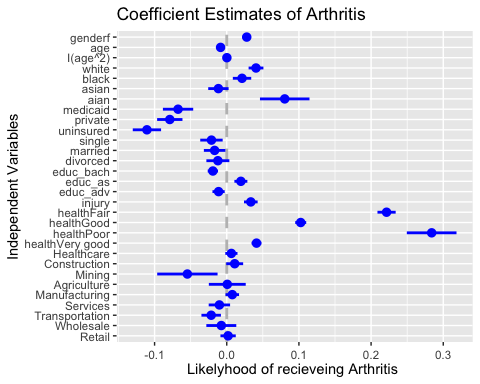 Coefficient Estimates of Arthritis
Independent Variables
genderf
age
I(age^2)
white
black
asian
aian
medicaid
private
uninsured
single
married
divorced
educ_bach
educ_as
educ_adv
injury
healthFair
healthGood
healthPoor
healthVery good
Healthcare
Construction
Mining
Agriculture
Manufacturing
Services
Transportation
Wholesale
Retail
-0.1 0.0 0.1 0.2 0.3
Likelyhood of recieveing Arthritis